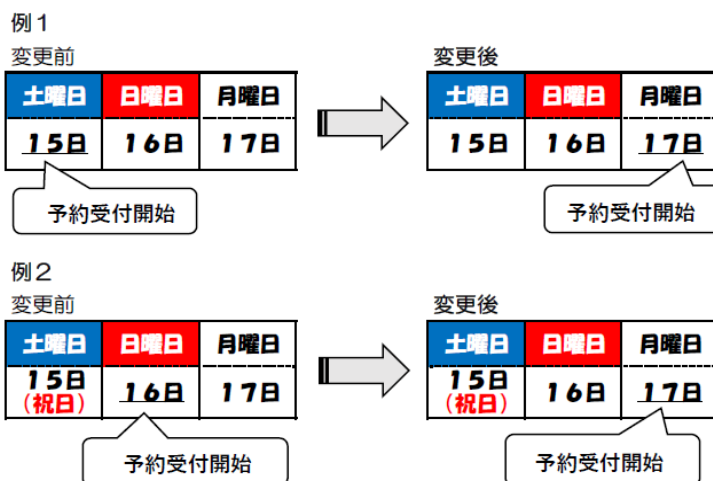 例1
変更前 変更後
土曜日 日曜日 月曜日 土曜日 日曜日 月曜日
15日 16日 17日 15日 16日 17日
予約受付開始 予約受付開始
例2
変更前 変更後
土曜日 日曜日 月曜日 土曜日 日曜日 月曜日
15日 16日 17日 15日 16日 17日
(祝日) (祝日)
予約受付開始 予約受付開始